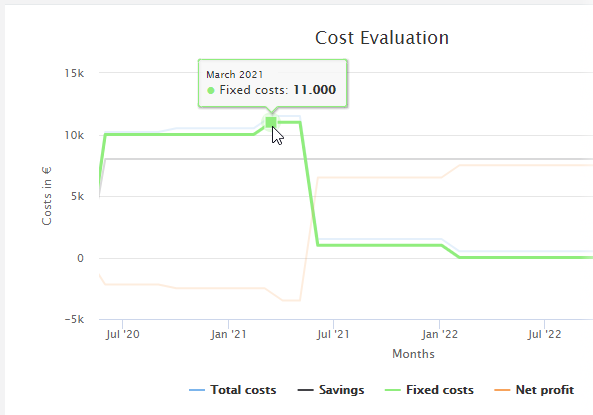 Cost Evaluation
15k
March 2021
Fixed costs: 11.000
10k
5k
Costs in €
0
−5k
Jul '20
Jan '21
Jul '21
Jan '22
Jul '22
Months
Total costs
Savings
Fixed costs
Net profit